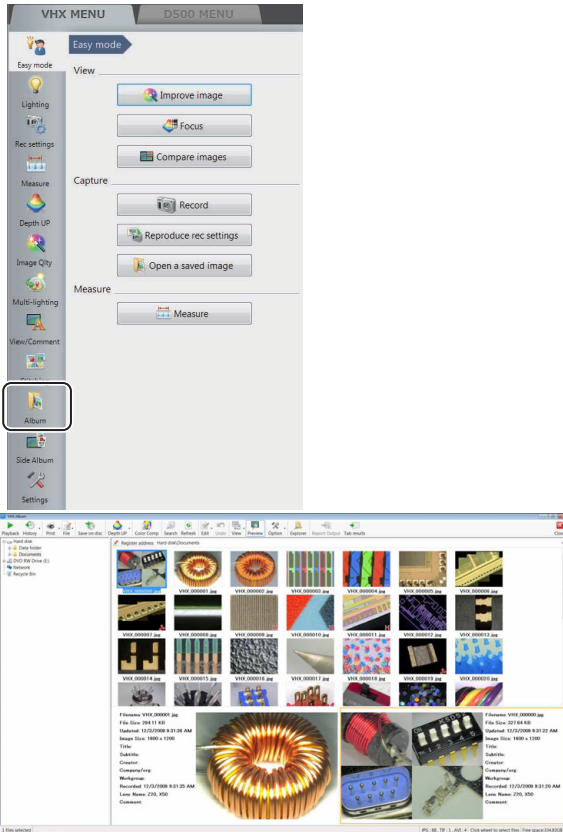 VHX MENU
D500 MENU
Easy mode
Easy mode
View
Improve image
Lighting
Focus
Rec settings
Compare images
Measure
Capture
Record
Depth UP
Reproduce rec settings
Image Qlty
Open a saved image
Multi-lighting
Measure
Measure
View/Comment
Album
Side Album
Settings
VHX Album
Playback History Print File Save on disc Depth UP Color Comp Search Refresh Edit Undo View Preview Option Explorer Report Output Tab results
Hard disk
Data folder
Documents
DVD RW Drive (E:)
Network
Recycle Bin
Register address Hard disk\Documents
VHX_000000.jpg VHX_000001.jpg VHX_000002.jpg VHX_000003.jpg VHX_000004.jpg VHX_000005.jpg VHX_000006.jpg
VHX_000007.jpg VHX_000008.jpg VHX_000009.jpg VHX_000010.jpg VHX_000011.jpg VHX_000012.jpg VHX_000013.jpg
VHX_000014.jpg VHX_000015.jpg VHX_000016.jpg VHX_000017.jpg VHX_000018.jpg VHX_000019.jpg VHX_000020.jpg
Filename: VHX_000001.jpg
File Size: 294.11 KB
Updated: 12/3/2008 9:31:36 AM
Image Size: 1600 x 1200
Title:
Subtitle:
Creator:
Company/org:
Workgroup:
Recorded: 12/3/2008 9:31:35 AM
Lens Name: Z20, X50
Comment:
Filename: VHX_000000.jpg
File Size: 327.64 KB
Updated: 12/3/2008 9:31:22 AM
Image Size: 1600 x 1200
Title:
Subtitle:
Creator:
Company/org:
Workgroup:
Recorded: 12/3/2008 9:31:20 AM
Lens Name: Z20, X50
Comment:
1 files selected
Click wheel to select files